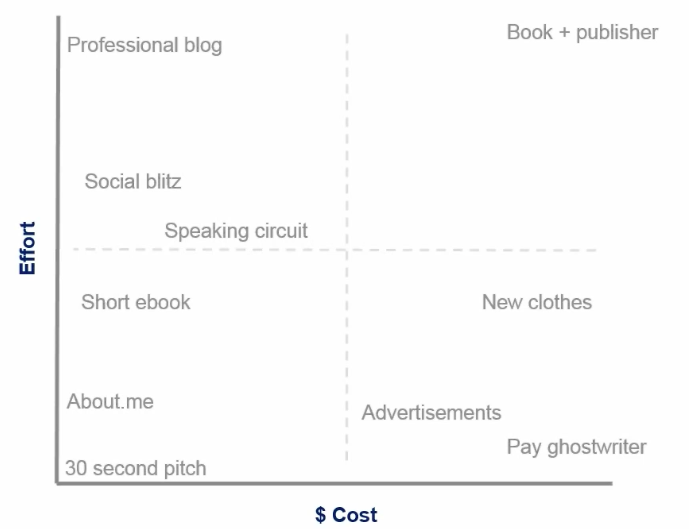 Professional blog
Book + publisher
Social blitz
Speaking circuit
Effort
Short ebook
New clothes
About.me
Advertisements
Pay ghostwriter
30 second pitch
$ Cost